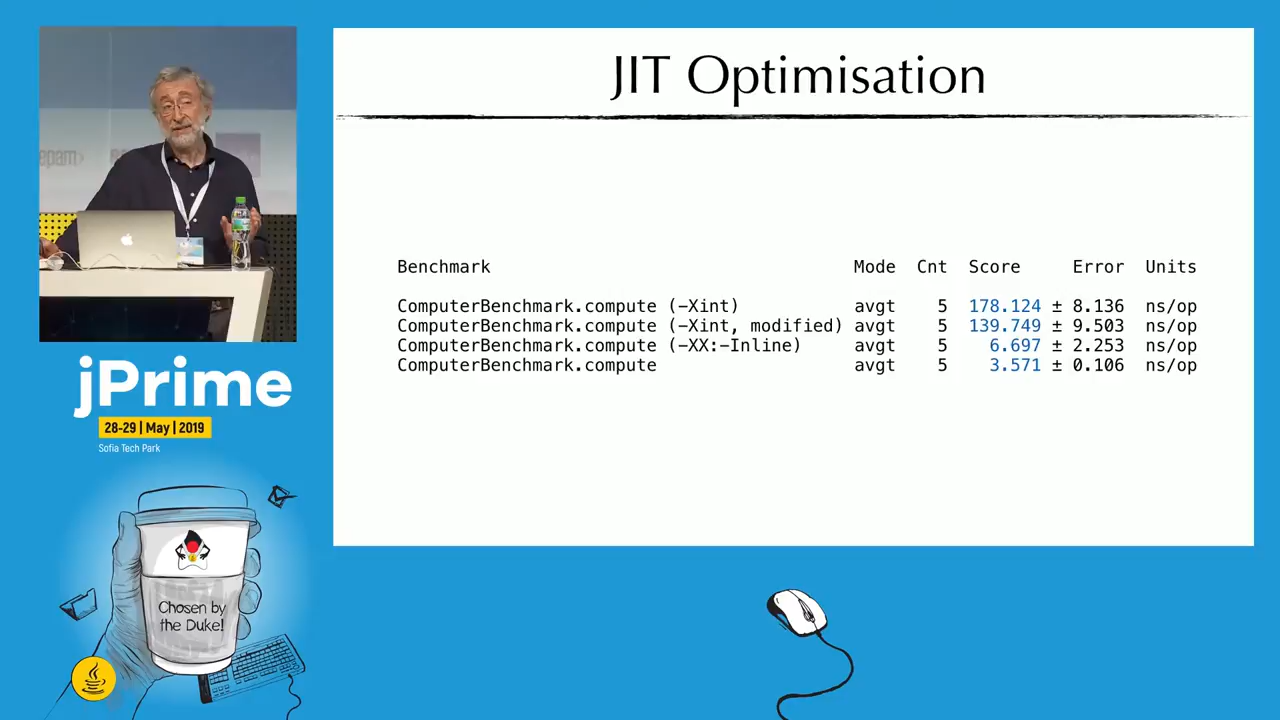 JIT Optimisation
epam
Benchmark Mode Cnt Score Error Units
ComputerBenchmark.compute (-Xint) avgt 5 178.124 ± 8.136 ns/op
ComputerBenchmark.compute (-Xint, modified) avgt 5 139.749 ± 9.503 ns/op
ComputerBenchmark.compute (-XX:-Inline) avgt 5 6.697 ± 2.253 ns/op
ComputerBenchmark.compute avgt 5 3.571 ± 0.106 ns/op
jPrime
28-29 | May | 2019
Sofia Tech Park
Chosen by
the Duke!